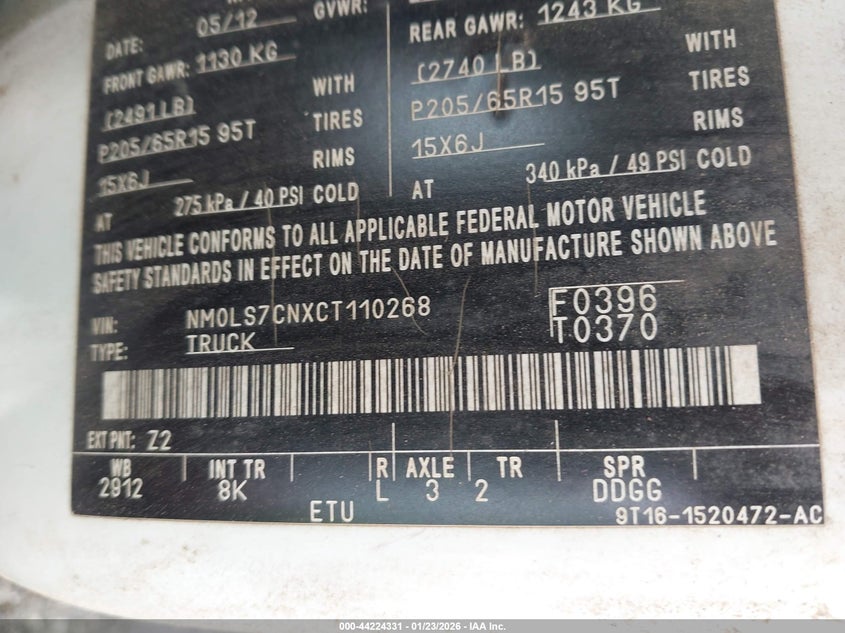 DATE: 05/12 GVWR:
FRONT GAWR: 1130 KG
(2491 LB) WITH
P205/65R15 95T TIRES
15X6J RIMS
AT 275 kPa / 40 PSI COLD
REAR GAWR: 1243 KG
(2740 LB) WITH
P205/65R15 95T TIRES
15X6J RIMS
AT 340 kPa / 49 PSI COLD
THIS VEHICLE CONFORMS TO ALL APPLICABLE FEDERAL MOTOR VEHICLE
SAFETY STANDARDS IN EFFECT ON THE DATE OF MANUFACTURE SHOWN ABOVE
VIN: NM0LS7CNXCT110268 F0396
TYPE: TRUCK T0370
EXT PNT: Z2
WB INT TR R AXLE TR SPR
2912 8K L 3 2 DDGG
ETU 9T16-1520472-AC
000-44224331 - 01/23/2026 - IAA Inc.